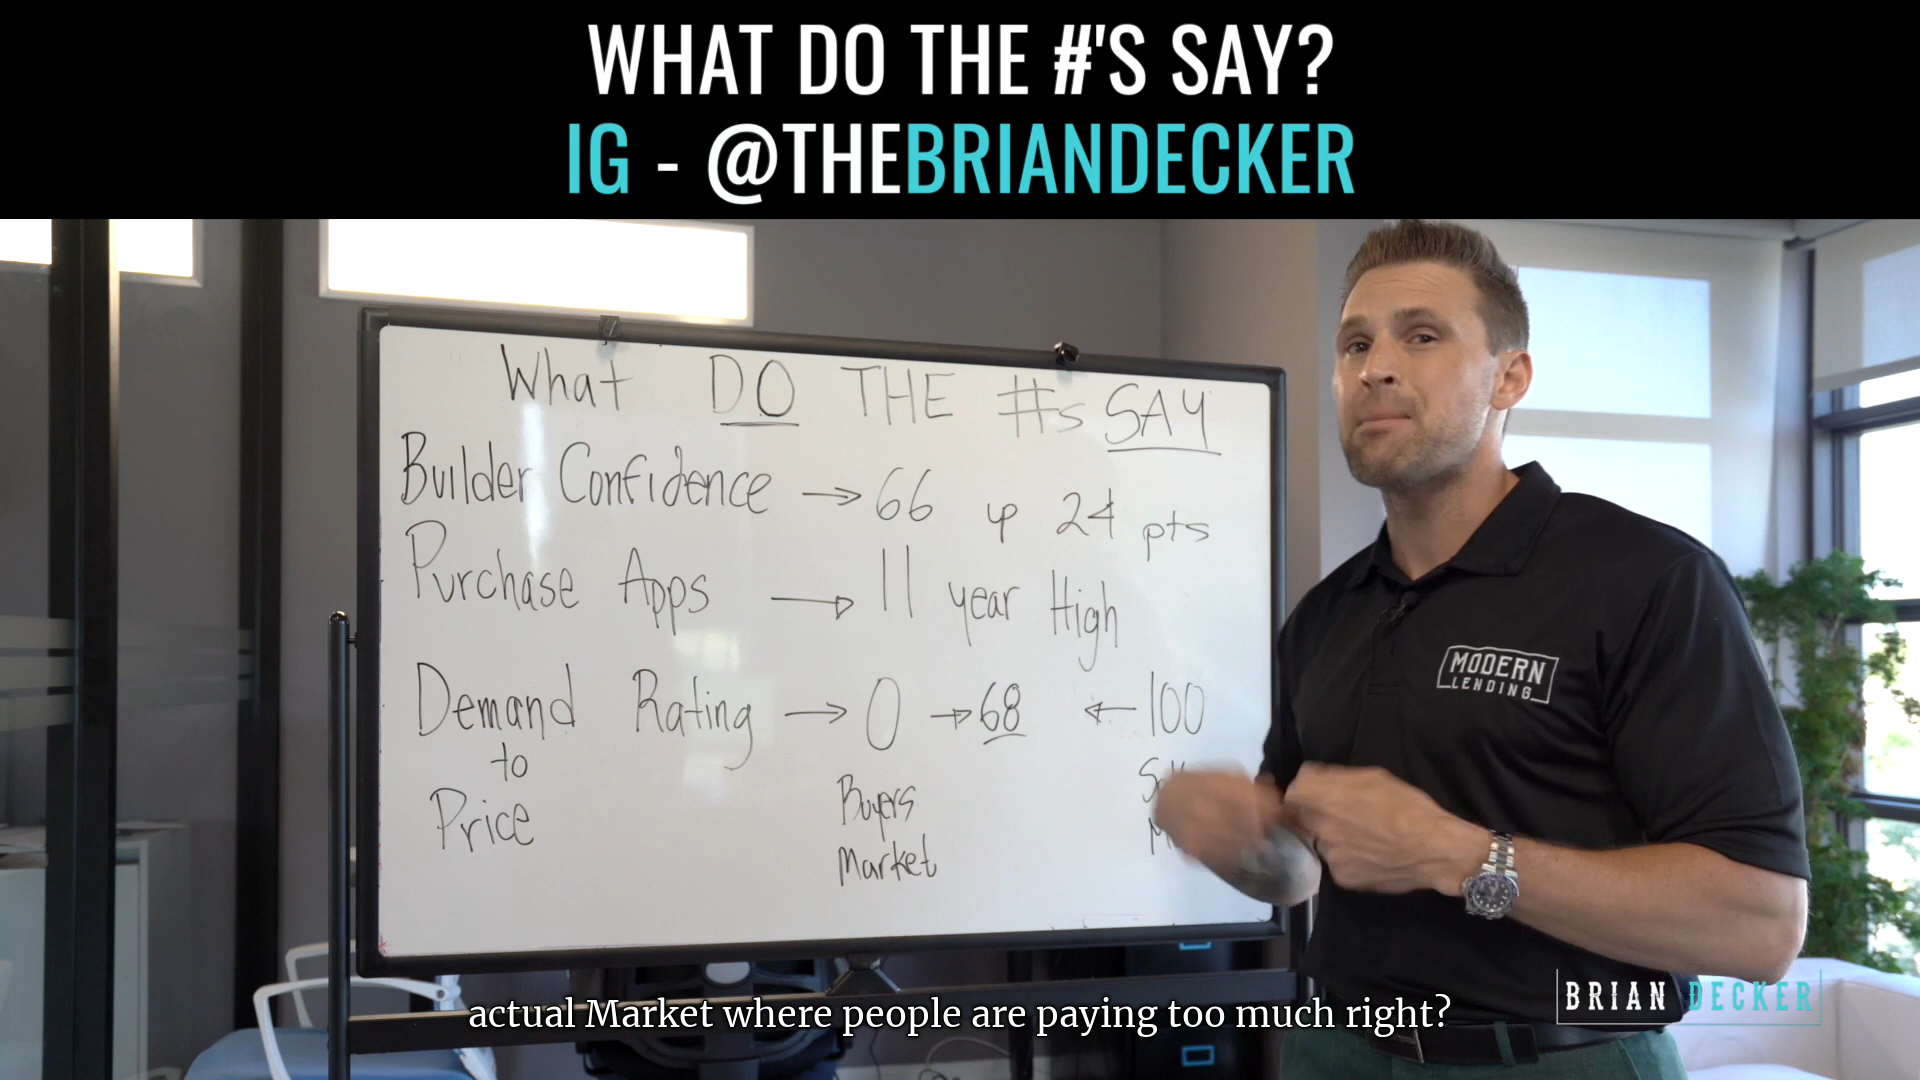 WHAT DO THE #'S SAY?
IG - @THEBRIANDECKER
What DO THE #s SAY
Builder Confidence → 66 up 24 pts
Purchase Apps → 11 year High
Demand Rating → 0 → 68 ← 100
to
Price
Buyers
Market
MODERN
LENDING
BRIAN DECKER
actual Market where people are paying too much right?